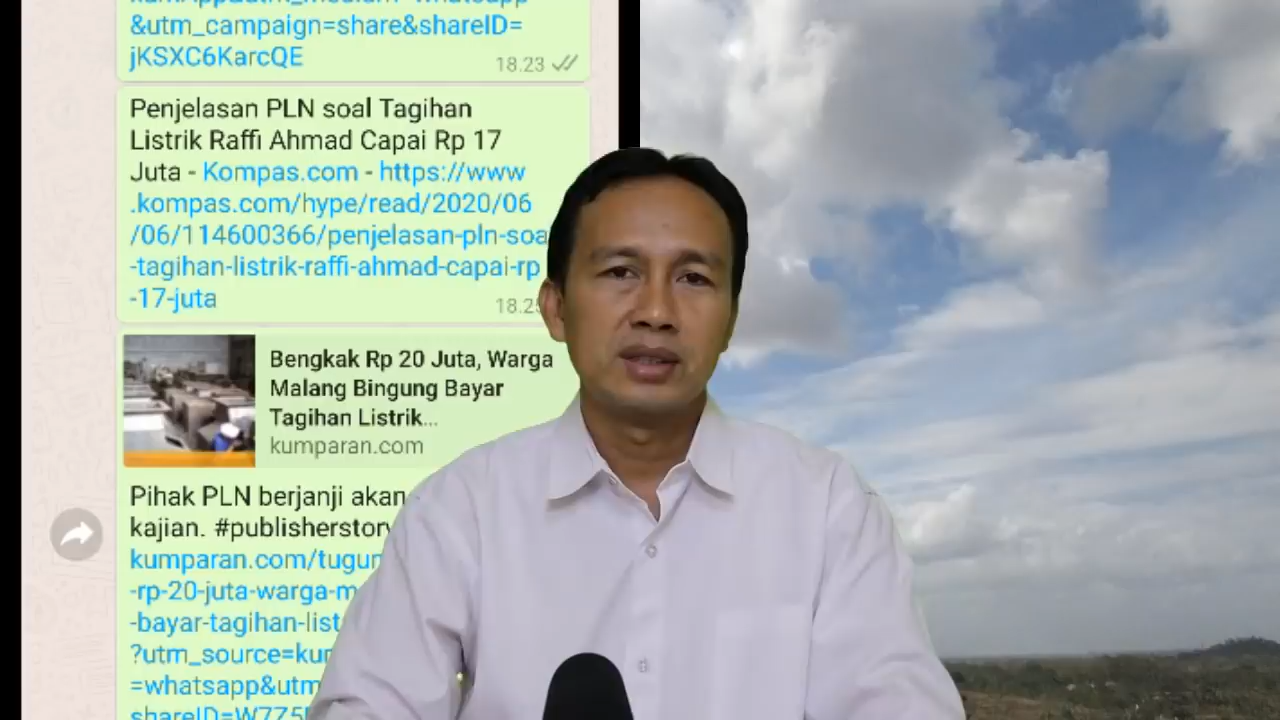 &utm_campaign=share&shareID=
jKSXC6KarcQE
18.23
Penjelasan PLN soal Tagihan
Listrik Raffi Ahmad Capai Rp 17
Juta - Kompas.com - https://www
.kompas.com/hype/read/2020/06
/06/114600366/penjelasan-pln-soa
-tagihan-listrik-raffi-ahmad-capai-rp
-17-juta
Bengkak Rp 20 Juta, Warga
Malang Bingung Bayar
Tagihan Listrik...
kumparan.com
Pihak PLN berjanji akan
kajian. #publisherstory
kumparan.com/tugun
-rp-20-juta-warga-m
-bayar-tagihan-list
?utm_source=kur
=whatsapp&utm